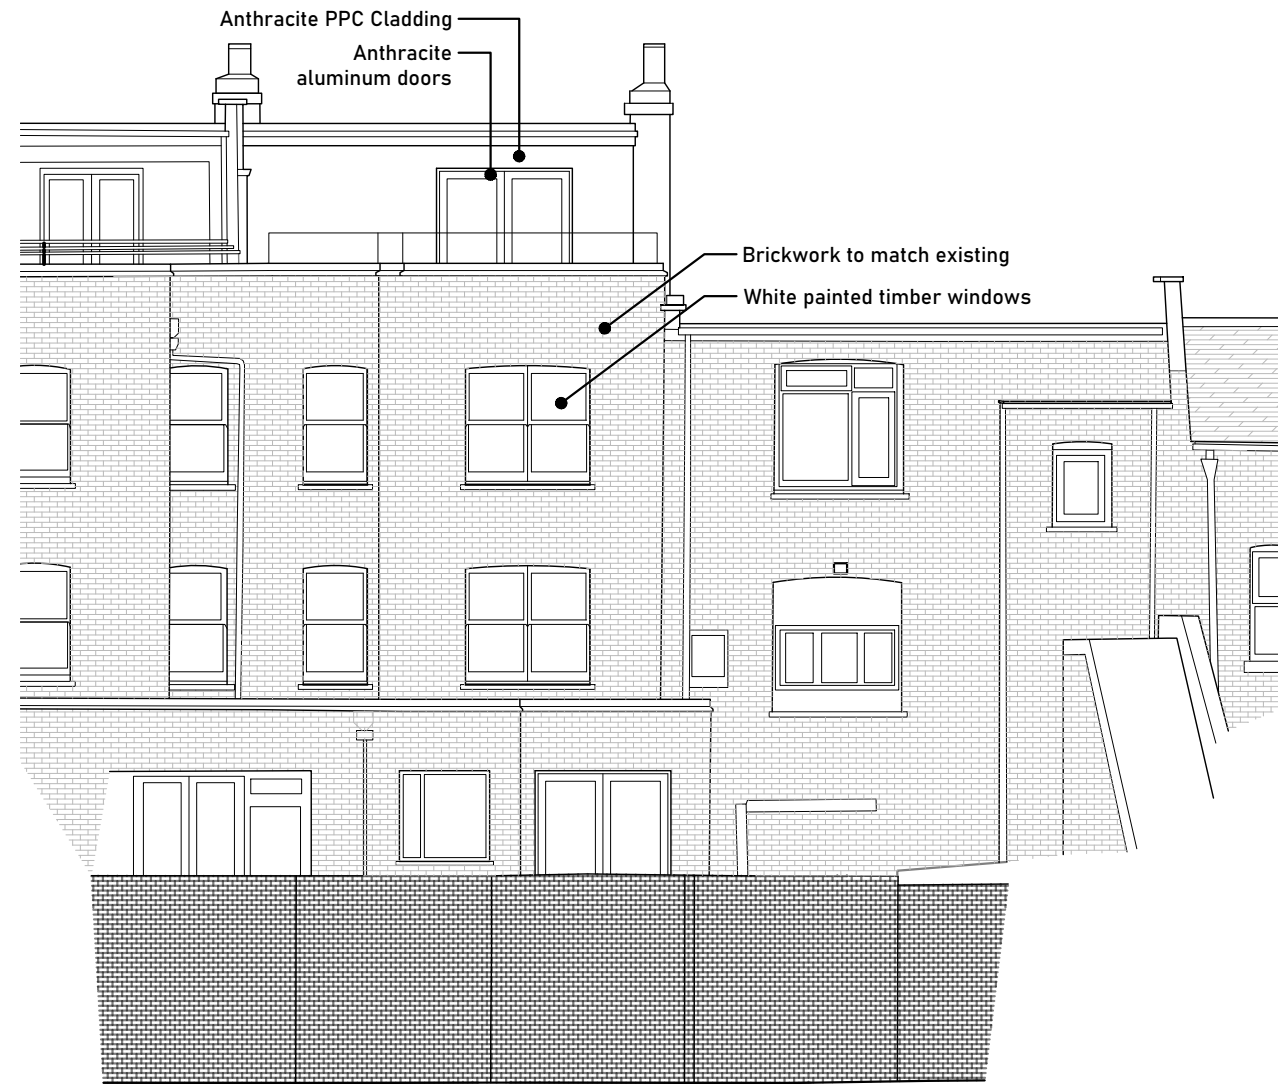 Anthracite PPC Cladding
Anthracite
aluminum doors
Brickwork to match existing
White painted timber windows